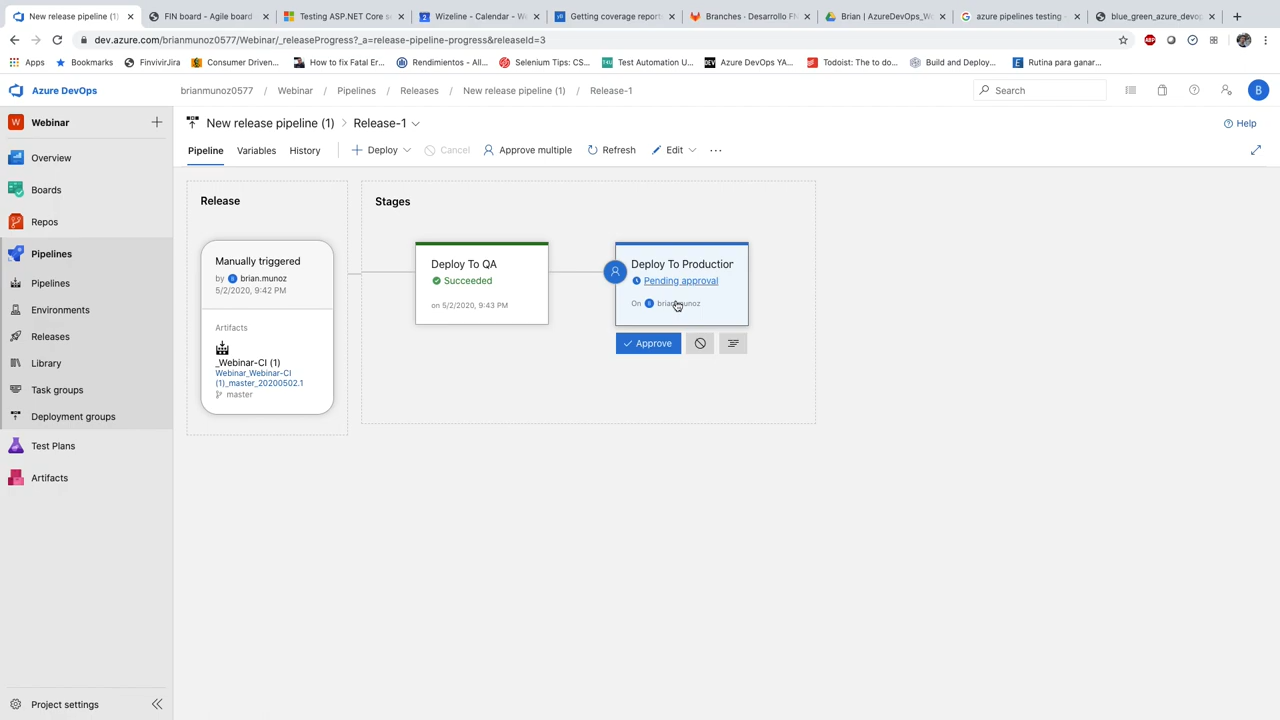 New release pipeline (1)
FIN board - Agile board
Testing ASP.NET Core s
Wizeline - Calendar - W
Getting coverage report
Branches · Desarrollo F
Brian | AzureDevOps_W
azure pipelines testing -
blue_green_azure_devop
dev.azure.com/brianmunoz0577/Webinar/_releaseProgress?_a=release-pipeline-progress&releaseId=3
ABP
Apps
Bookmarks
FinvivirJira
Consumer Driven...
How to fix Fatal Er...
Rendimientos - All...
Selenium Tips: CS...
Test Automation U...
Azure DevOps YA...
Todoist: The to do...
Build and Deploy...
Rutina para ganar...
Azure DevOps
brianmunoz0577 / Webinar / Pipelines / Releases / New release pipeline (1) / Release-1
Search
B
W Webinar
New release pipeline (1) > Release-1
Help
Pipeline Variables History
Deploy Cancel Approve multiple Refresh Edit ...
Overview
Boards
Repos
Pipelines
Pipelines
Environments
Releases
Library
Task groups
Deployment groups
Test Plans
Artifacts
Project settings
Release
Manually triggered
by brian.munoz
5/2/2020, 9:42 PM
Artifacts
_Webinar-CI (1)
Webinar_Webinar-CI
(1)_master_20200502.1
master
Stages
Deploy To QA
Succeeded
on 5/2/2020, 9:43 PM
Deploy To Production
Pending approval
On
Approve